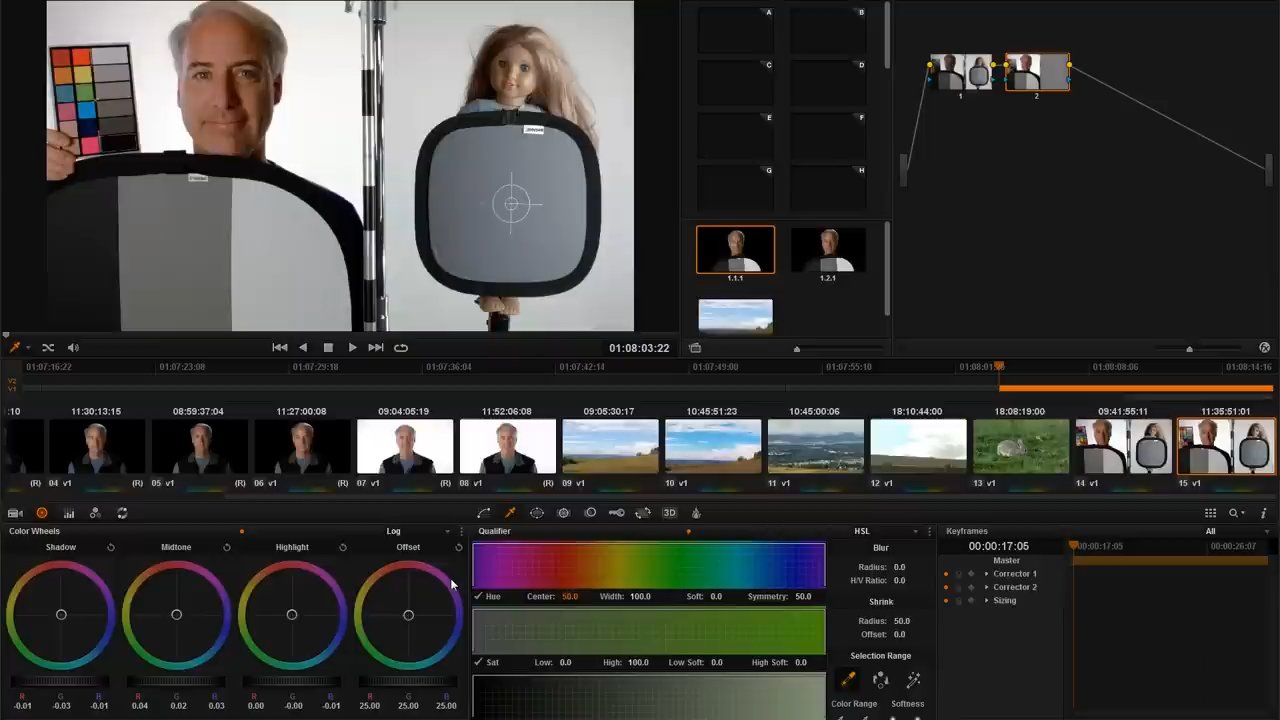 A
B
C
D
E
F
G
H
1
2
1.1.1
1.2.1
01:08:03:22
01:07:16:22
01:07:23:00
01:07:29:18
01:07:36:04
01:07:42:14
01:07:49:00
01:07:55:10
01:08:08:06
01:08:14:16
V2
V1
:10
11:30:13:15
08:59:37:04
11:27:00:08
09:04:05:19
11:52:06:08
09:05:30:17
10:45:51:23
10:45:00:06
18:10:44:00
18:08:19:00
09:41:55:11
11:35:51:01
(R) 04 v1 (R) 05 v1 (R) 06 v1 (R) 07 v1 (R) 08 v1 09 v1 10 v1 11 v1 12 v1 13 v1 14 v1 15 v1
3D
Color Wheels
Log
Shadow
Midtone
Highlight
Offset
R G B
-0.01 -0.03 -0.01
R G B
0.04 0.02 0.03
R G B
0.00 -0.00 -0.00
R G B
25.00 25.00 25.00
Qualifier
HSL
Hue Center: 50.0 Width: 100.0 Soft: 0.0 Symmetry: 50.0
Sat Low: 0.0 High: 100.0 Low Soft: 0.0 High Soft: 0.0
Blur
Radius: 0.0
H/V Ratio: 0.0
Shrink
Radius: 50.0
Offset: 0.0
Selection Range
Color Range Softness
Keyframes
All
00:00:17:05
00:00:17:05
00:00:26:07
Master
Corrector 1
Corrector 2
Sizing